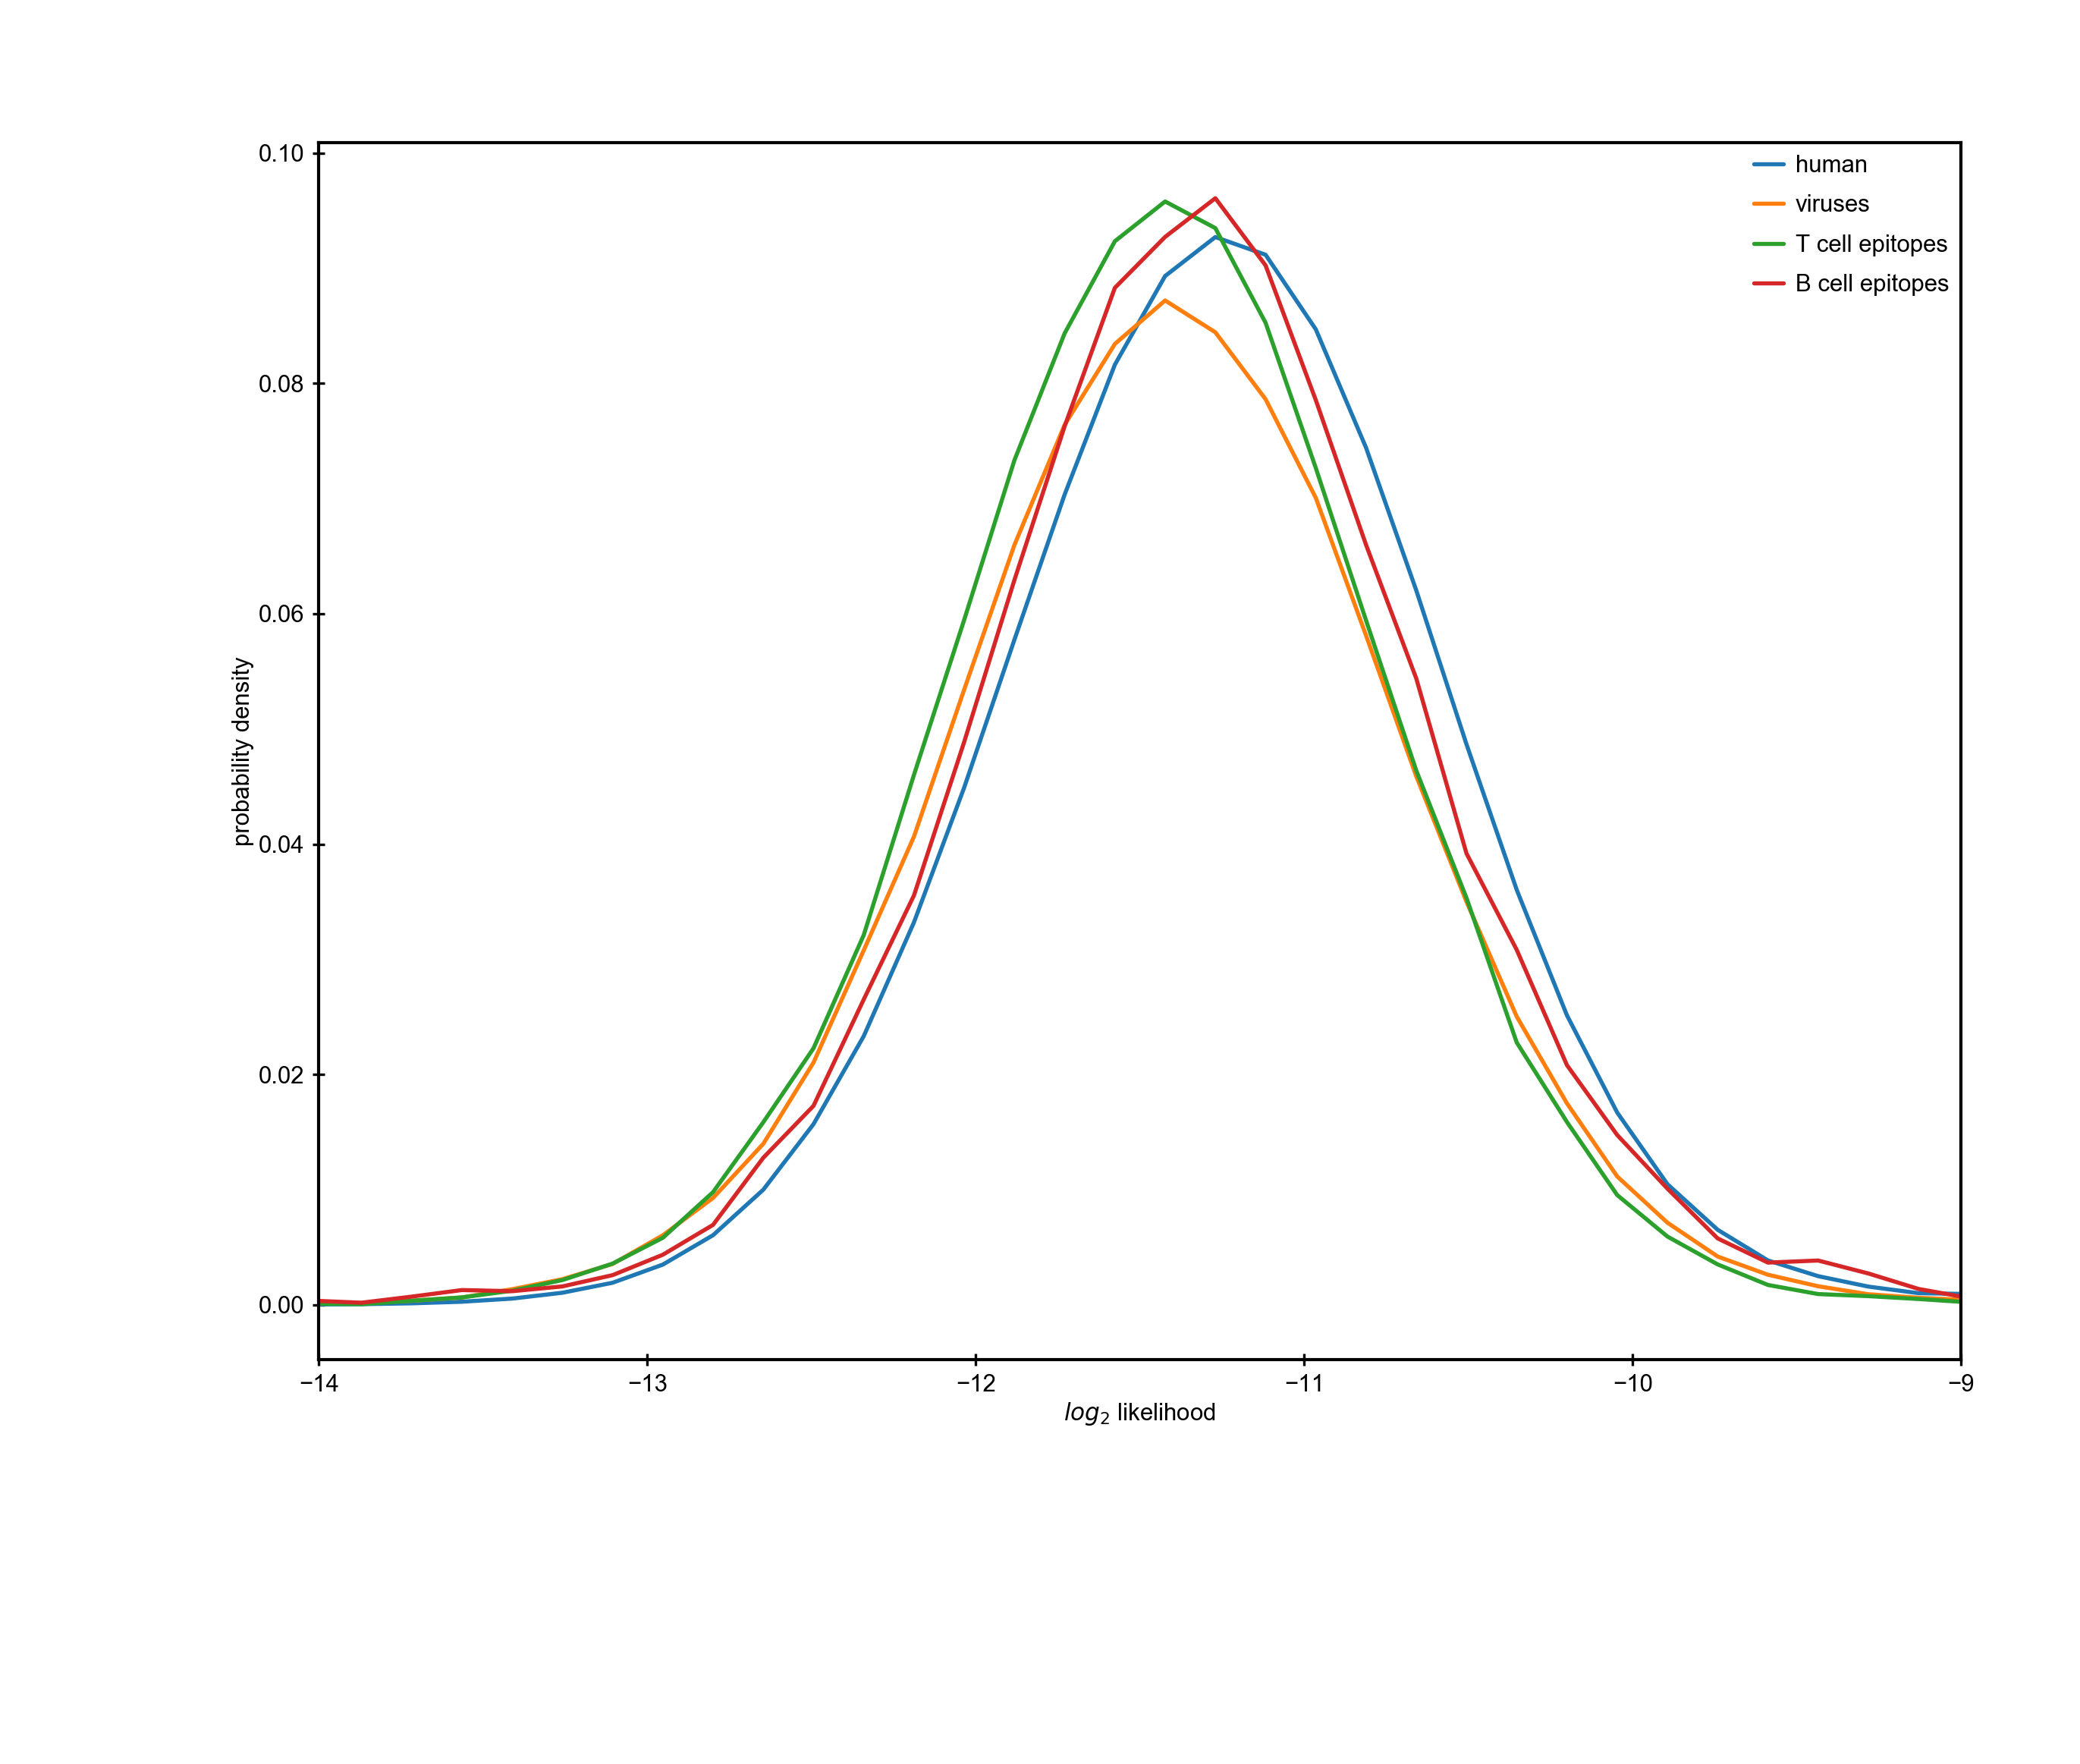 0.10
0.08
0.06
0.04
0.02
0.00
probability density
human
viruses
T cell epitopes
B cell epitopes
−14 −13 −12 −11 −10 −9
log₂ likelihood